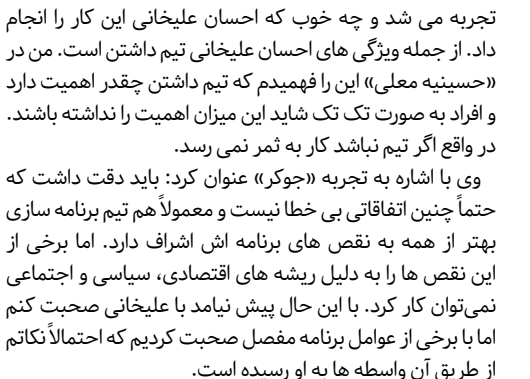 تجربه می شد و چه خوب که احسان علیخانی این کار را انجام
داد. از جمله ویژگی های احسان علیخانی تیم داشتن است. من در
«حسینیه معلی» این را فهمیدم که تیم داشتن چقدر اهمیت دارد
و افراد به صورت تک تک شاید این میزان اهمیت را نداشته باشند.
در واقع اگر تیم نباشد کار به ثمر نمی رسد.
وی با اشاره به تجربه «جوکر» عنوان کرد: باید دقت داشت که
حتماً چنین اتفاقاتی بی خطا نیست و معمولاً هم تیم برنامه سازی
بهتر از همه به نقص های برنامه اش اشراف دارد. اما برخی از
این نقص ها را به دلیل ریشه های اقتصادی، سیاسی و اجتماعی
نمی‌توان کار کرد. با این حال پیش نیامد با علیخانی صحبت کنم
اما با برخی از عوامل برنامه مفصل صحبت کردیم که احتمالاً نکاتم
از طریق آن واسطه ها به او رسیده است.